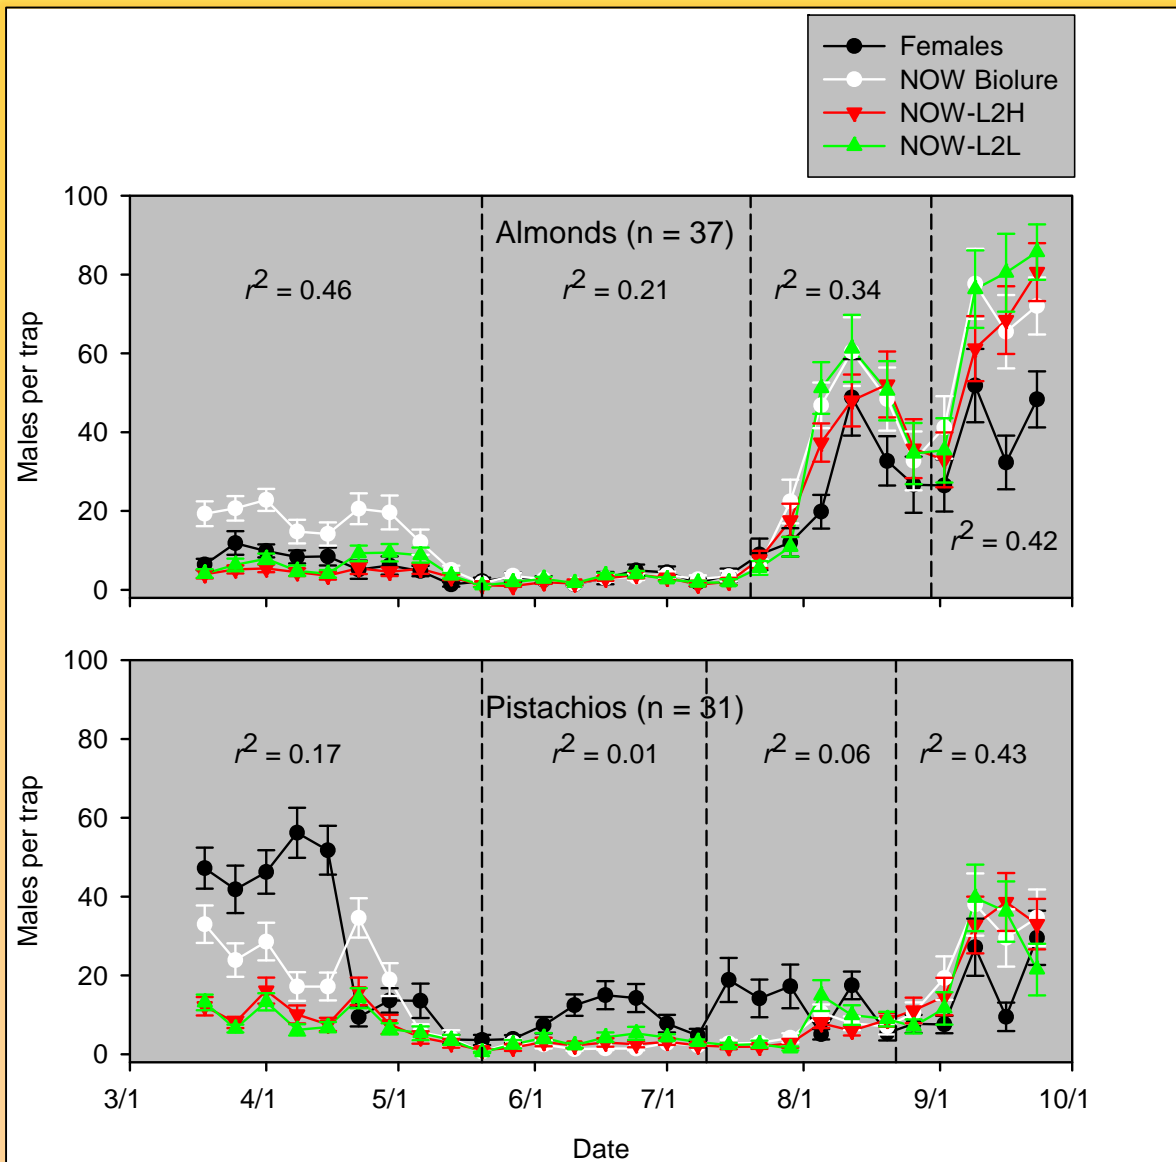 Females
NOW Biolure
NOW-L2H
NOW-L2L
100
80
60
40
20
0
Males per trap
Almonds (n = 37)
r² = 0.46
r² = 0.21
r² = 0.34
r² = 0.42
100
80
60
40
20
0
Males per trap
Pistachios (n = 31)
r² = 0.17
r² = 0.01
r² = 0.06
r² = 0.43
3/1 4/1 5/1 6/1 7/1 8/1 9/1 10/1
Date